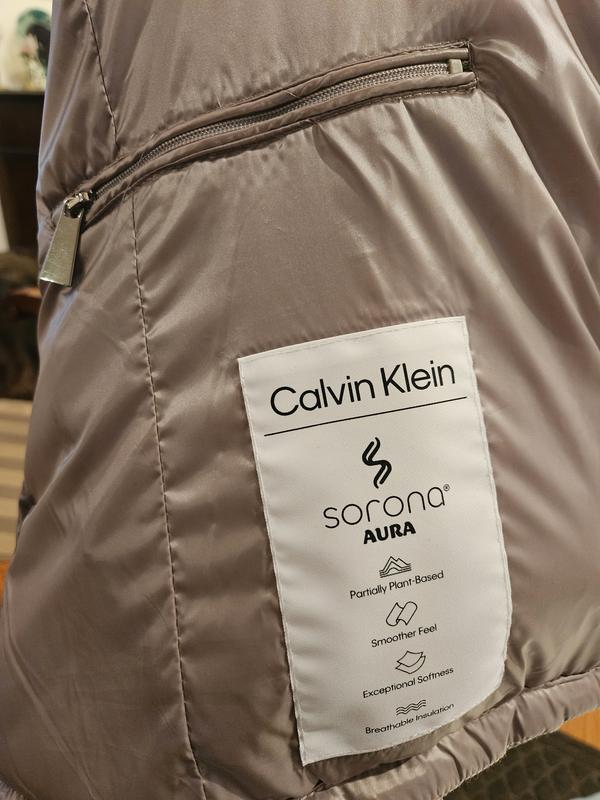 Calvin Klein
sorona®
AURA
Partially Plant-Based
Smoother Feel
Exceptional Softness
Breathable Insulation